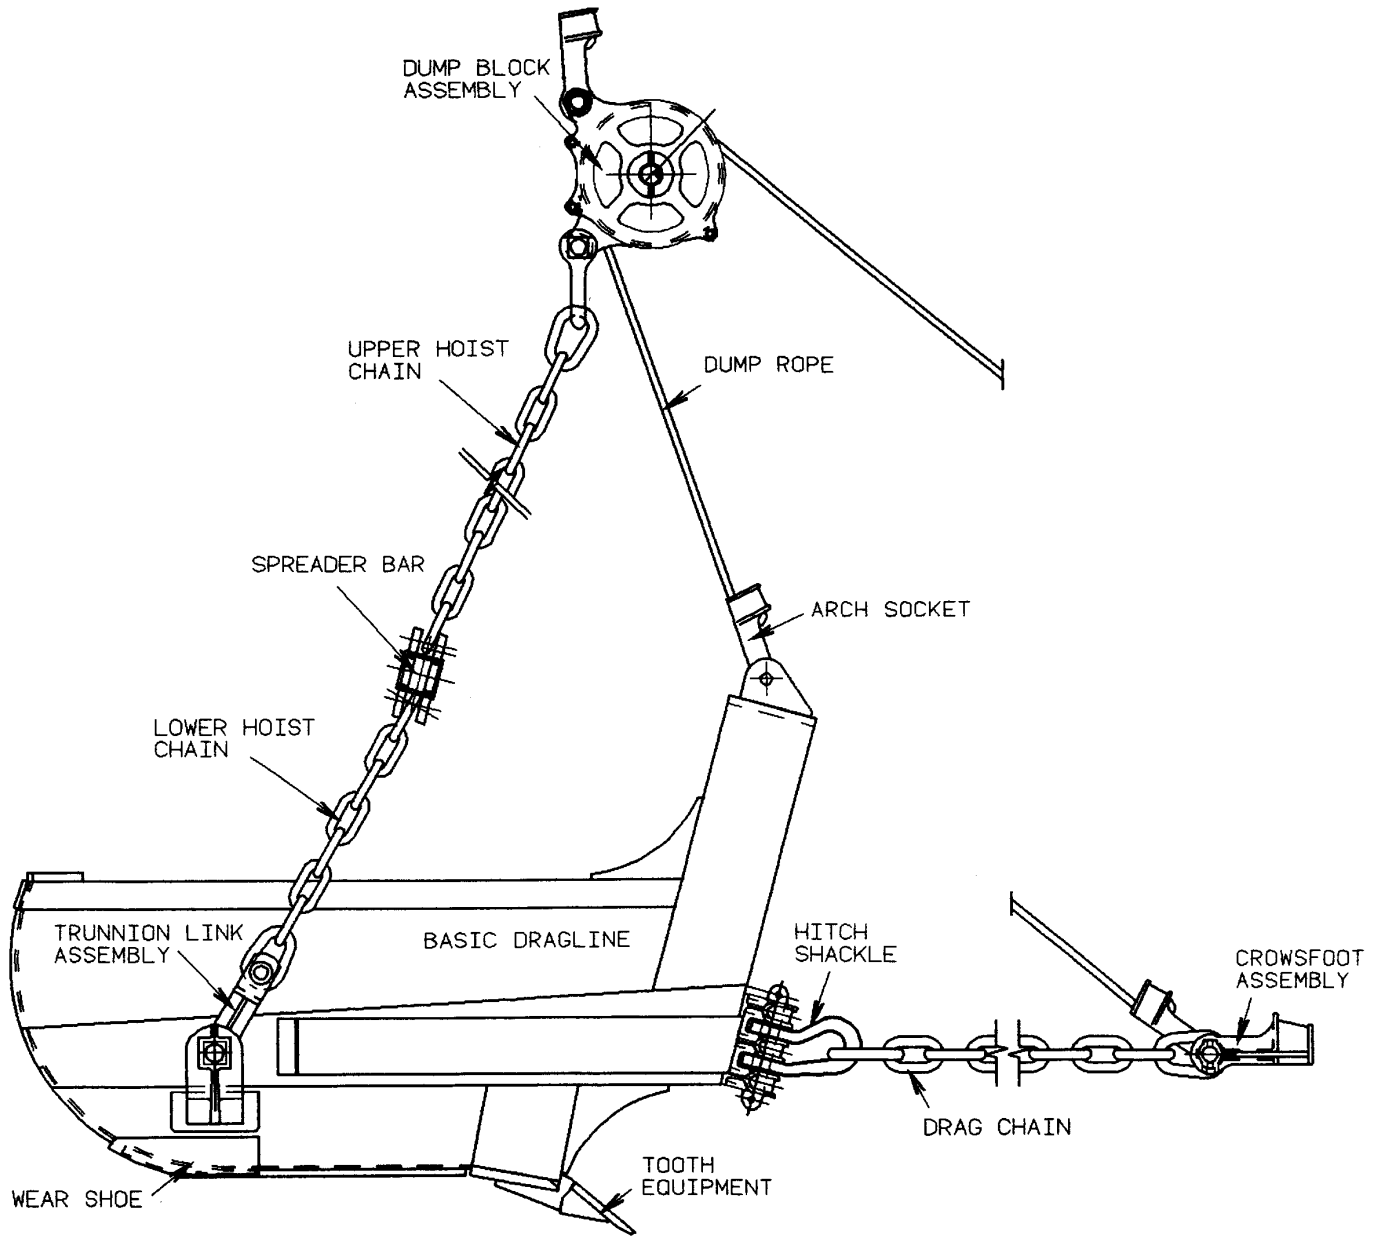 DUMP BLOCK
ASSEMBLY
UPPER HOIST
CHAIN
DUMP ROPE
SPREADER BAR
ARCH SOCKET
LOWER HOIST
CHAIN
TRUNNION LINK
ASSEMBLY
BASIC DRAGLINE
HITCH
SHACKLE
CROWSFOOT
ASSEMBLY
DRAG CHAIN
TOOTH
EQUIPMENT
WEAR SHOE